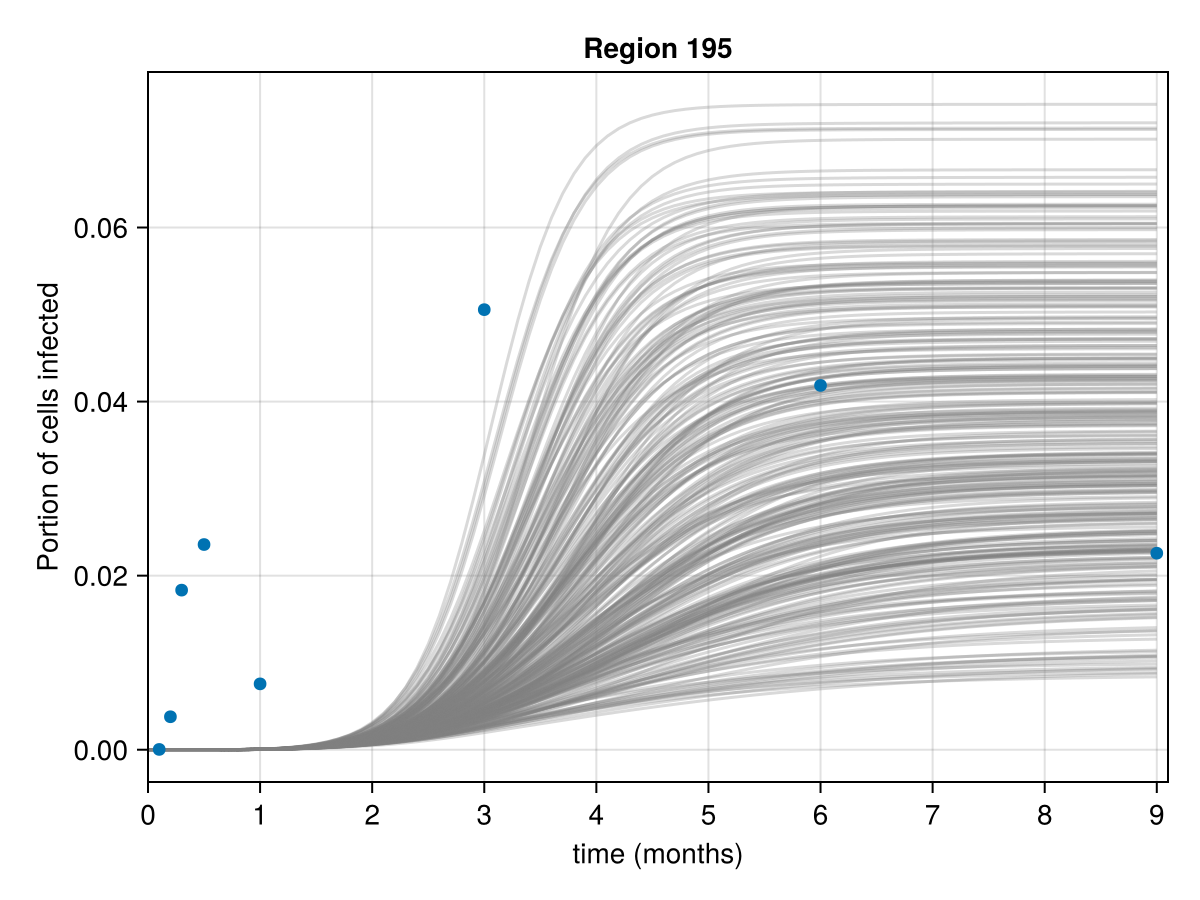 Region 195
Portion of cells infected
0.06
0.04
0.02
0.00
0 1 2 3 4 5 6 7 8 9
time (months)